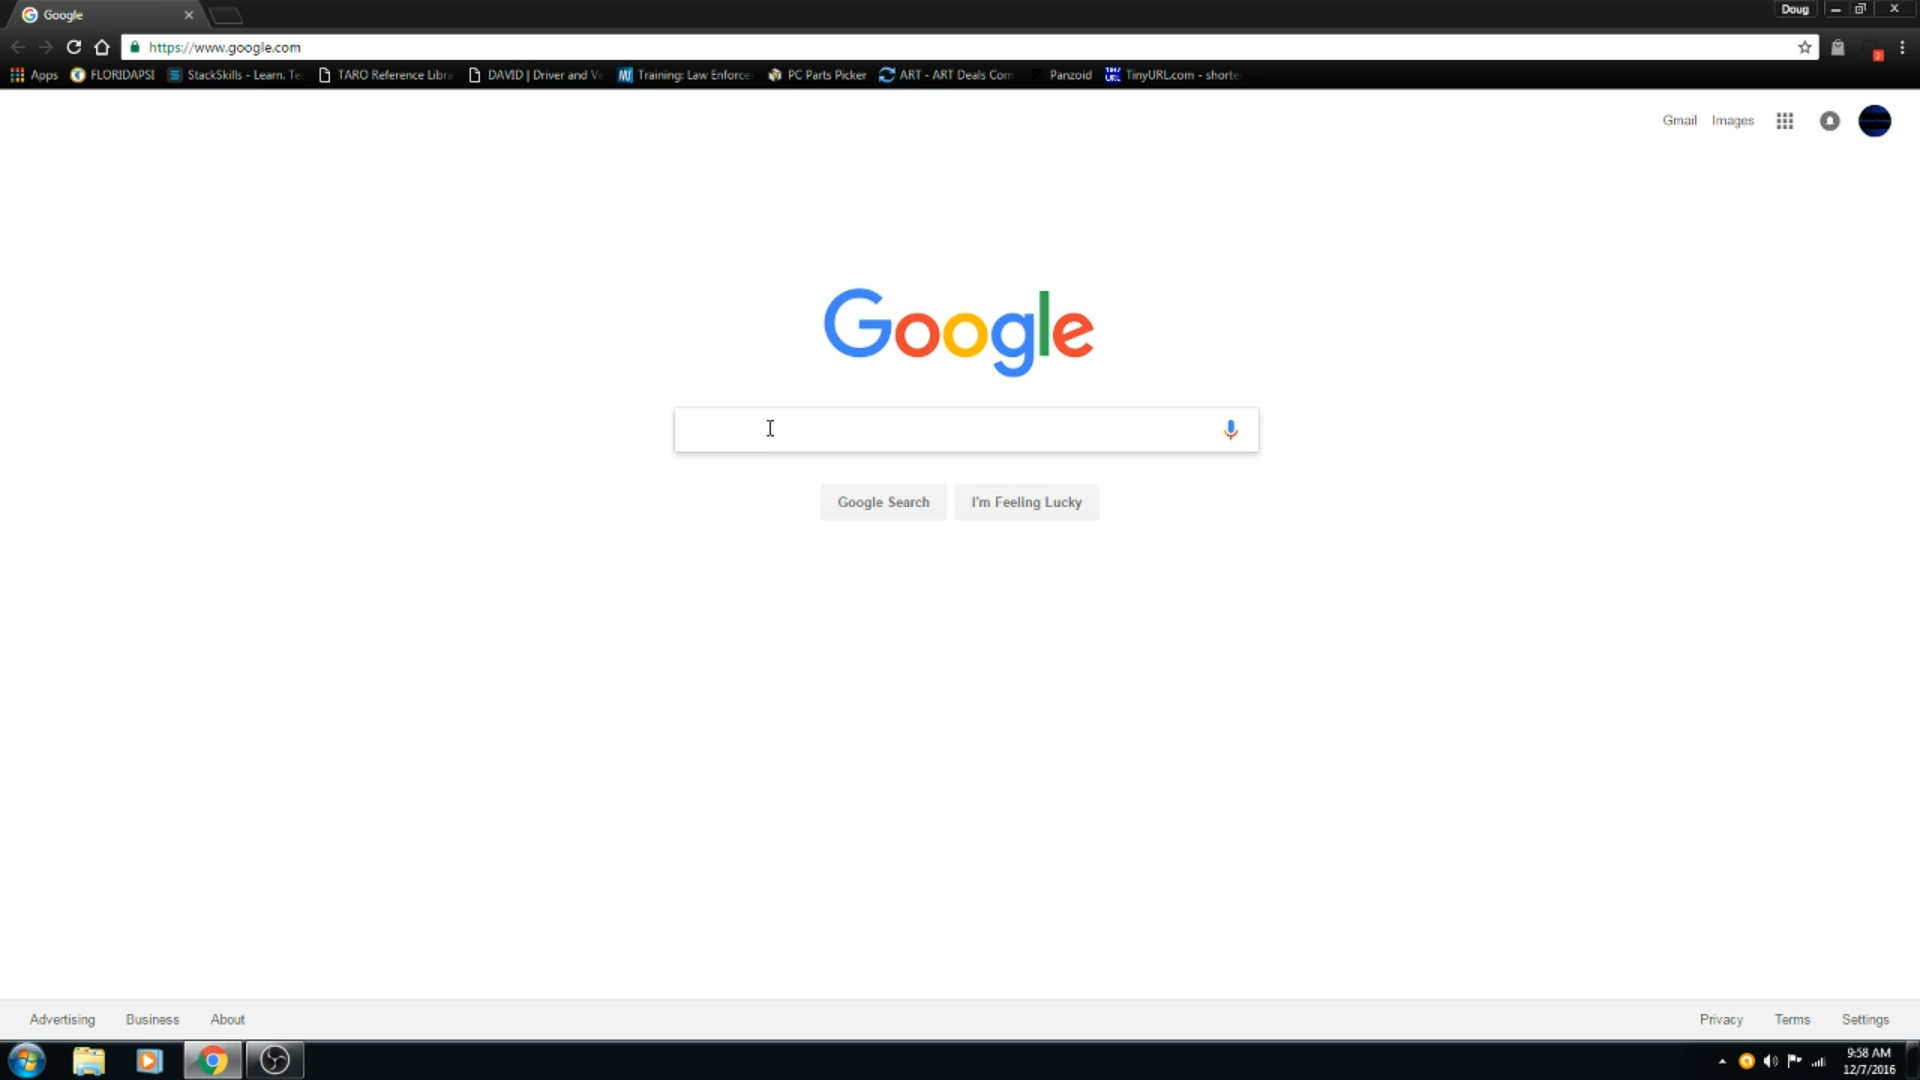 Google
Doug
https://www.google.com
Apps FLORIDAPSI StackSkills - Learn. Te TARO Reference Libra DAVID | Driver and Ve Training: Law Enforce PC Parts Picker ART - ART Deals Com Panzoid TinyURL.com - shorte
Gmail Images
Google
Google Search I'm Feeling Lucky
Advertising Business About Privacy Terms Settings
9:58 AM
12/7/2016